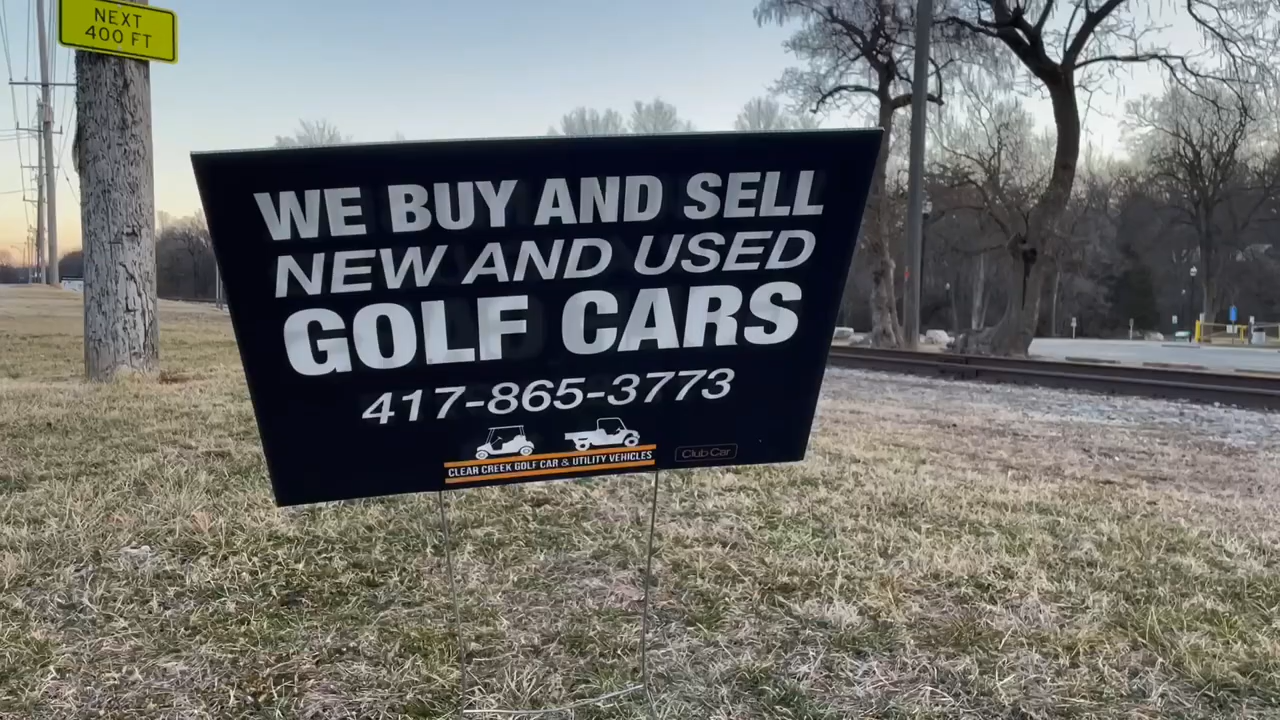 NEXT
400 FT
WE BUY AND SELL
NEW AND USED
GOLF CARS
417-865-3773
CLEAR CREEK GOLF CAR & UTILITY VEHICLES
Club Car